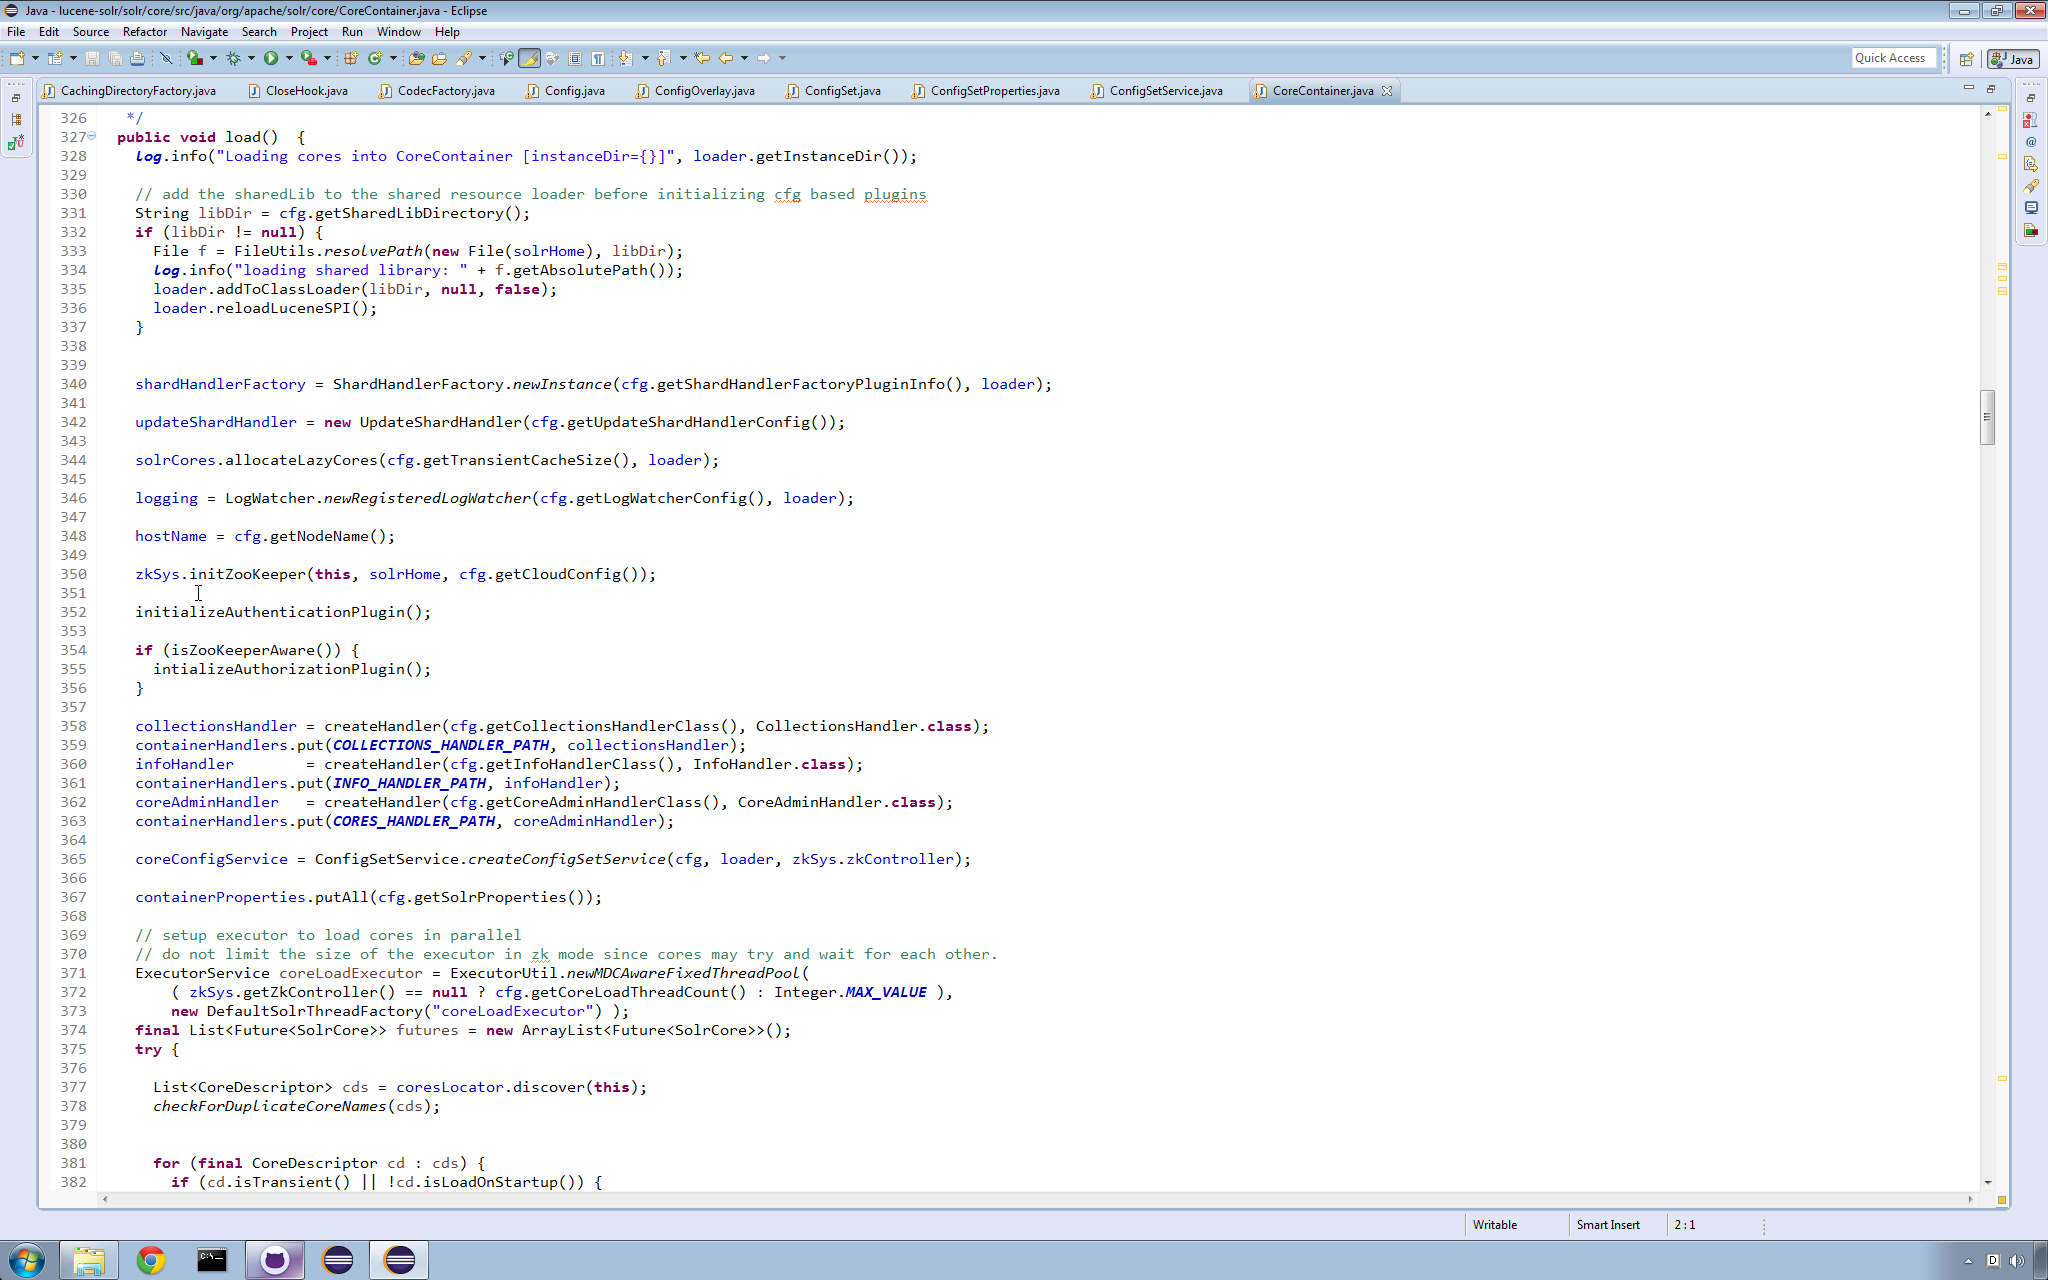 Java - lucene-solr/solr/core/src/java/org/apache/solr/core/CoreContainer.java - Eclipse
File Edit Source Refactor Navigate Search Project Run Window Help
Quick Access Java
CachingDirectoryFactory.java CloseHook.java CodecFactory.java Config.java ConfigOverlay.java ConfigSet.java ConfigSetProperties.java ConfigSetService.java CoreContainer.java
326 */
327 public void load()  {
328 log.info("Loading cores into CoreContainer [instanceDir={}]", loader.getInstanceDir());
329
330 // add the sharedLib to the shared resource loader before initializing cfg based plugins
331 String libDir = cfg.getSharedLibDirectory();
332 if (libDir != null) {
333 File f = FileUtils.resolvePath(new File(solrHome), libDir);
334 log.info("loading shared library: " + f.getAbsolutePath());
335 loader.addToClassLoader(libDir, null, false);
336 loader.reloadLuceneSPI();
337 }
338
339
340 shardHandlerFactory = ShardHandlerFactory.newInstance(cfg.getShardHandlerFactoryPluginInfo(), loader);
341
342 updateShardHandler = new UpdateShardHandler(cfg.getUpdateShardHandlerConfig());
343
344 solrCores.allocateLazyCores(cfg.getTransientCacheSize(), loader);
345
346 logging = LogWatcher.newRegisteredLogWatcher(cfg.getLogWatcherConfig(), loader);
347
348 hostName = cfg.getNodeName();
349
350 zkSys.initZooKeeper(this, solrHome, cfg.getCloudConfig());
351
352 initializeAuthenticationPlugin();
353
354 if (isZooKeeperAware()) {
355 intializeAuthorizationPlugin();
356 }
357
358 collectionsHandler = createHandler(cfg.getCollectionsHandlerClass(), CollectionsHandler.class);
359 containerHandlers.put(COLLECTIONS_HANDLER_PATH, collectionsHandler);
360 infoHandler        = createHandler(cfg.getInfoHandlerClass(), InfoHandler.class);
361 containerHandlers.put(INFO_HANDLER_PATH, infoHandler);
362 coreAdminHandler   = createHandler(cfg.getCoreAdminHandlerClass(), CoreAdminHandler.class);
363 containerHandlers.put(CORES_HANDLER_PATH, coreAdminHandler);
364
365 coreConfigService = ConfigSetService.createConfigSetService(cfg, loader, zkSys.zkController);
366
367 containerProperties.putAll(cfg.getSolrProperties());
368
369 // setup executor to load cores in parallel
370 // do not limit the size of the executor in zk mode since cores may try and wait for each other.
371 ExecutorService coreLoadExecutor = ExecutorUtil.newMDCAwareFixedThreadPool(
372 ( zkSys.getZkController() == null ? cfg.getCoreLoadThreadCount() : Integer.MAX_VALUE ),
373 new DefaultSolrThreadFactory("coreLoadExecutor") );
374 final List<Future<SolrCore>> futures = new ArrayList<Future<SolrCore>>();
375 try {
376
377 List<CoreDescriptor> cds = coresLocator.discover(this);
378 checkForDuplicateCoreNames(cds);
379
380
381 for (final CoreDescriptor cd : cds) {
382 if (cd.isTransient() || !cd.isLoadOnStartup()) {
Writable Smart Insert 2 : 1
C:\.
D